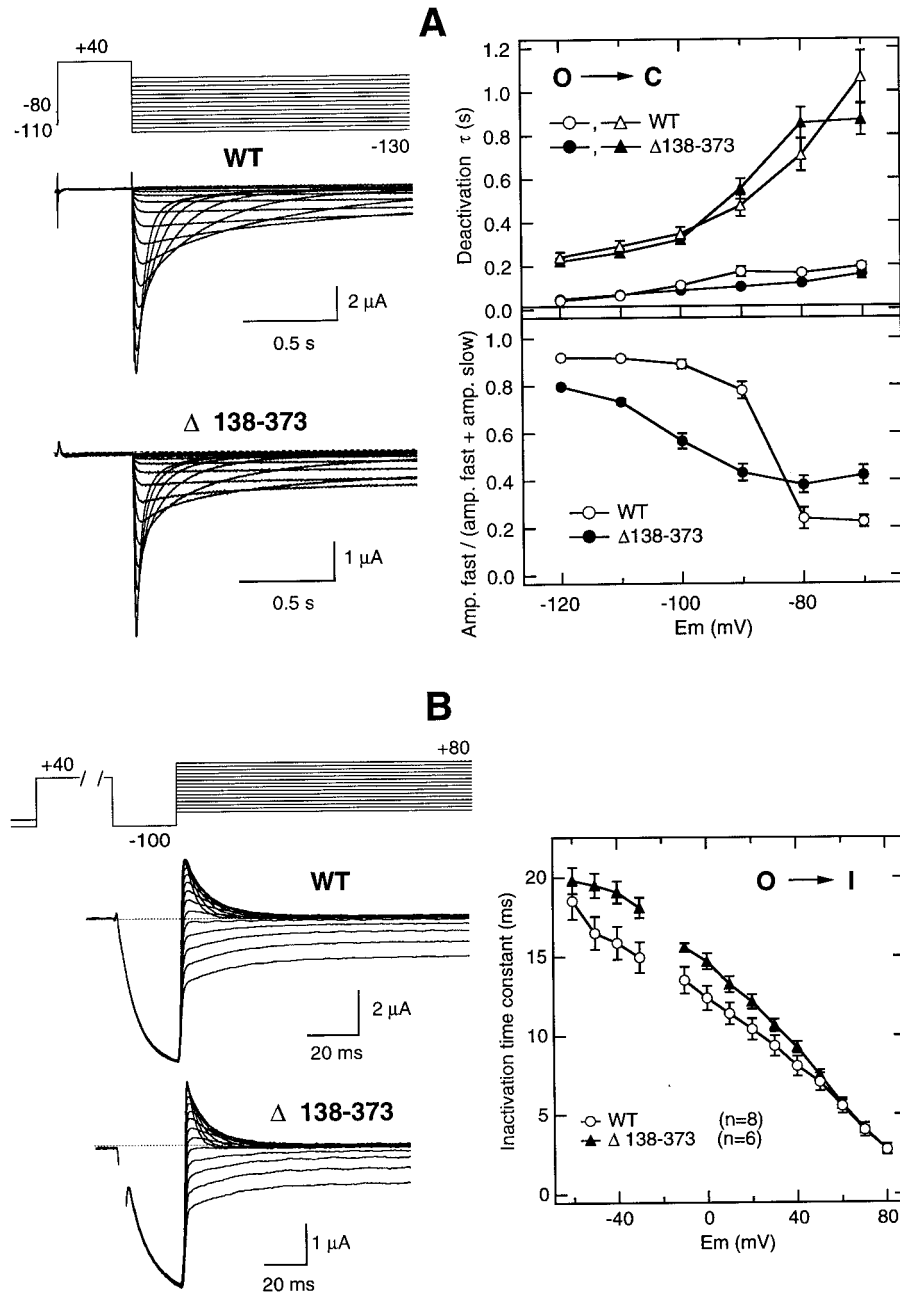 A
+40
-80
-110
-130
WT
2 µA
0.5 s
Δ 138-373
1 µA
0.5 s
Deactivation τ (s)
1.2
1.0
0.8
0.6
0.4
0.2
0.0
O → C
WT
Δ138-373
Amp. fast / (amp. fast + amp. slow)
1.0
0.8
0.6
0.4
0.2
0.0
WT
Δ138-373
-120 -100 -80
Em (mV)
B
+40
+80
-100
WT
2 µA
20 ms
Δ 138-373
1 µA
20 ms
Inactivation time constant (ms)
20
15
10
5
0
O → I
WT (n=8)
Δ 138-373 (n=6)
-40 0 40 80
Em (mV)